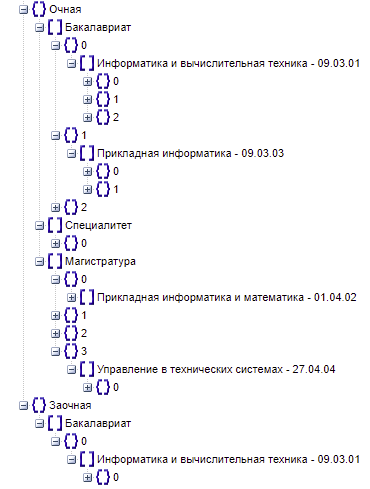 Очная
Бакалавриат
0
Информатика и вычислительная техника - 09.03.01
0
1
2
1
Прикладная информатика - 09.03.03
0
1
2
Специалитет
0
Магистратура
0
Прикладная информатика и математика - 01.04.02
1
2
3
Управление в технических системах - 27.04.04
0
Заочная
Бакалавриат
0
Информатика и вычислительная техника - 09.03.01
0